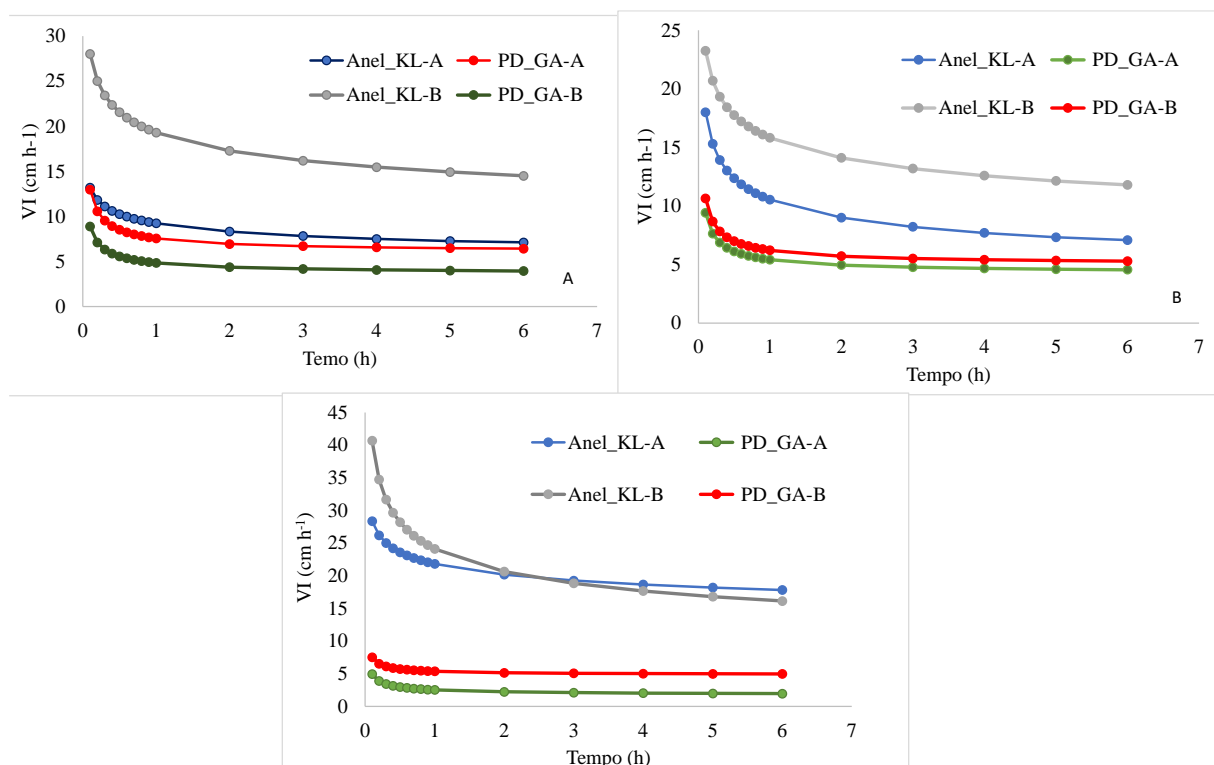 30
25
20
15
10
5
0
VI (cm h-1)
Anel_KL-A
PD_GA-A
Anel_KL-B
PD_GA-B
A
0 1 2 3 4 5 6 7
Temo (h)
25
20
15
10
5
0
VI (cm h-1)
Anel_KL-A
PD_GA-A
Anel_KL-B
PD_GA-B
B
0 1 2 3 4 5 6 7
Tempo (h)
45
40
35
30
25
20
15
10
5
0
VI (cm h-1)
Anel_KL-A
PD_GA-A
Anel_KL-B
PD_GA-B
0 1 2 3 4 5 6 7
Tempo (h)